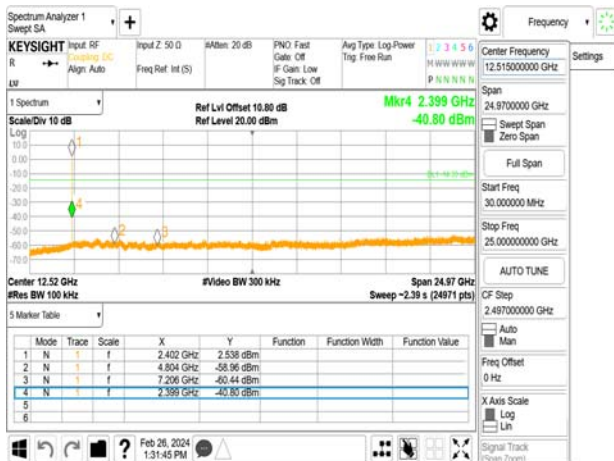 Spectrum Analyzer 1
Swept SA
Frequency
KEYSIGHT Input: RF Input Z: 50 Ω #Atten: 20 dB PNO: Fast Avg Type: Log-Power 1 2 3 4 5 6
R Coupling: DC Gate: Off Trig: Free Run M W W W W W
Align: Auto Freq Ref: Int (S) IF Gain: Low
Sig Track: Off P N N N N N
LXI
1 Spectrum
Scale/Div 10 dB
Ref Lvl Offset 10.80 dB
Ref Level 20.00 dBm
Mkr4 2.399 GHz
-40.80 dBm
Log
10.0
0.00
-10.0
-20.0
-30.0
-40.0
-50.0
-60.0
-70.0
1
4
2
3
Center 12.52 GHz #Video BW 300 kHz Span 24.97 GHz
#Res BW 100 kHz Sweep ~2.39 s (24971 pts)
5 Marker Table
Mode Trace Scale X Y Function Function Width Function Value
1 N 1 f 2.402 GHz 2.538 dBm
2 N 1 f 4.804 GHz -58.96 dBm
3 N 1 f 7.206 GHz -60.44 dBm
4 N 1 f 2.399 GHz -40.80 dBm
5
6
Feb 26, 2024
1:31:45 PM
Center Frequency
12.515000000 GHz
Settings
Span
24.9700000 GHz
Swept Span
Zero Span
Full Span
Start Freq
30.000000 MHz
Stop Freq
25.000000000 GHz
AUTO TUNE
CF Step
2.497000000 GHz
Auto
Man
Freq Offset
0 Hz
X Axis Scale
Log
Lin
Signal Track
(Span Zoom)